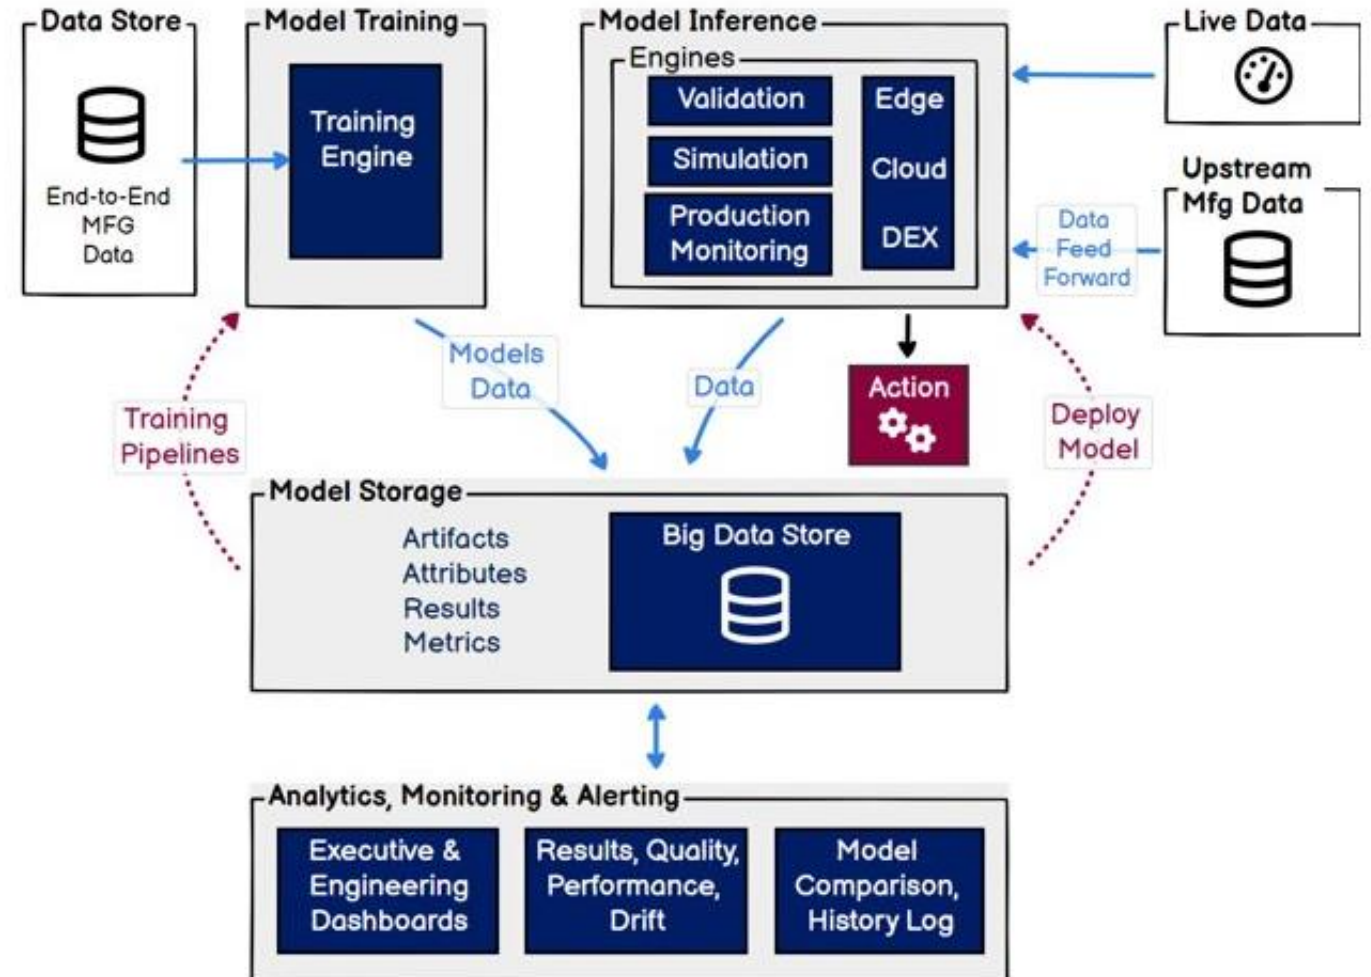 Data Store
End-to-End
MFG
Data
Model Training
Training
Engine
Model Inference
Engines
Validation
Simulation
Production
Monitoring
Edge
Cloud
DEX
Live Data
Upstream
Mfg Data
Data
Feed
Forward
Models
Data
Data
Action
Training
Pipelines
Deploy
Model
Model Storage
Artifacts
Attributes
Results
Metrics
Big Data Store
Analytics, Monitoring & Alerting
Executive &
Engineering
Dashboards
Results, Quality,
Performance,
Drift
Model
Comparison,
History Log